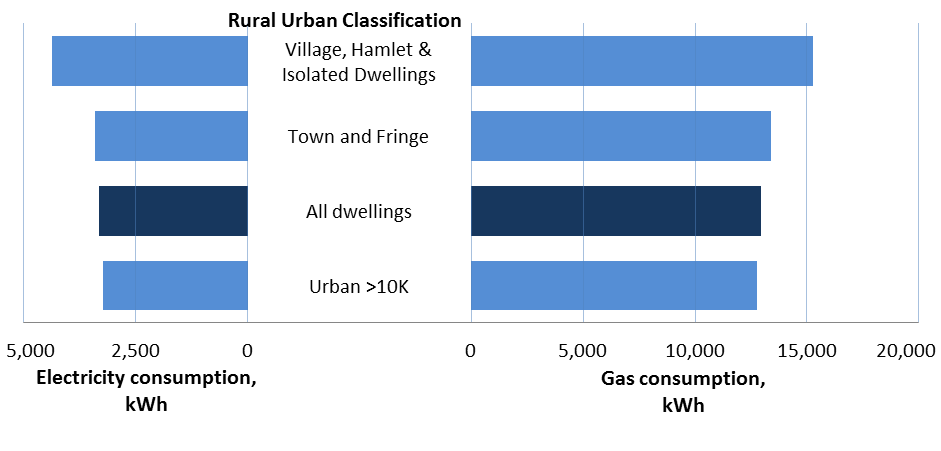 Rural Urban Classification
Village, Hamlet &
Isolated Dwellings
Town and Fringe
All dwellings
Urban >10K
5,000 2,500 0 0 5,000 10,000 15,000 20,000
Electricity consumption, Gas consumption,
kWh kWh